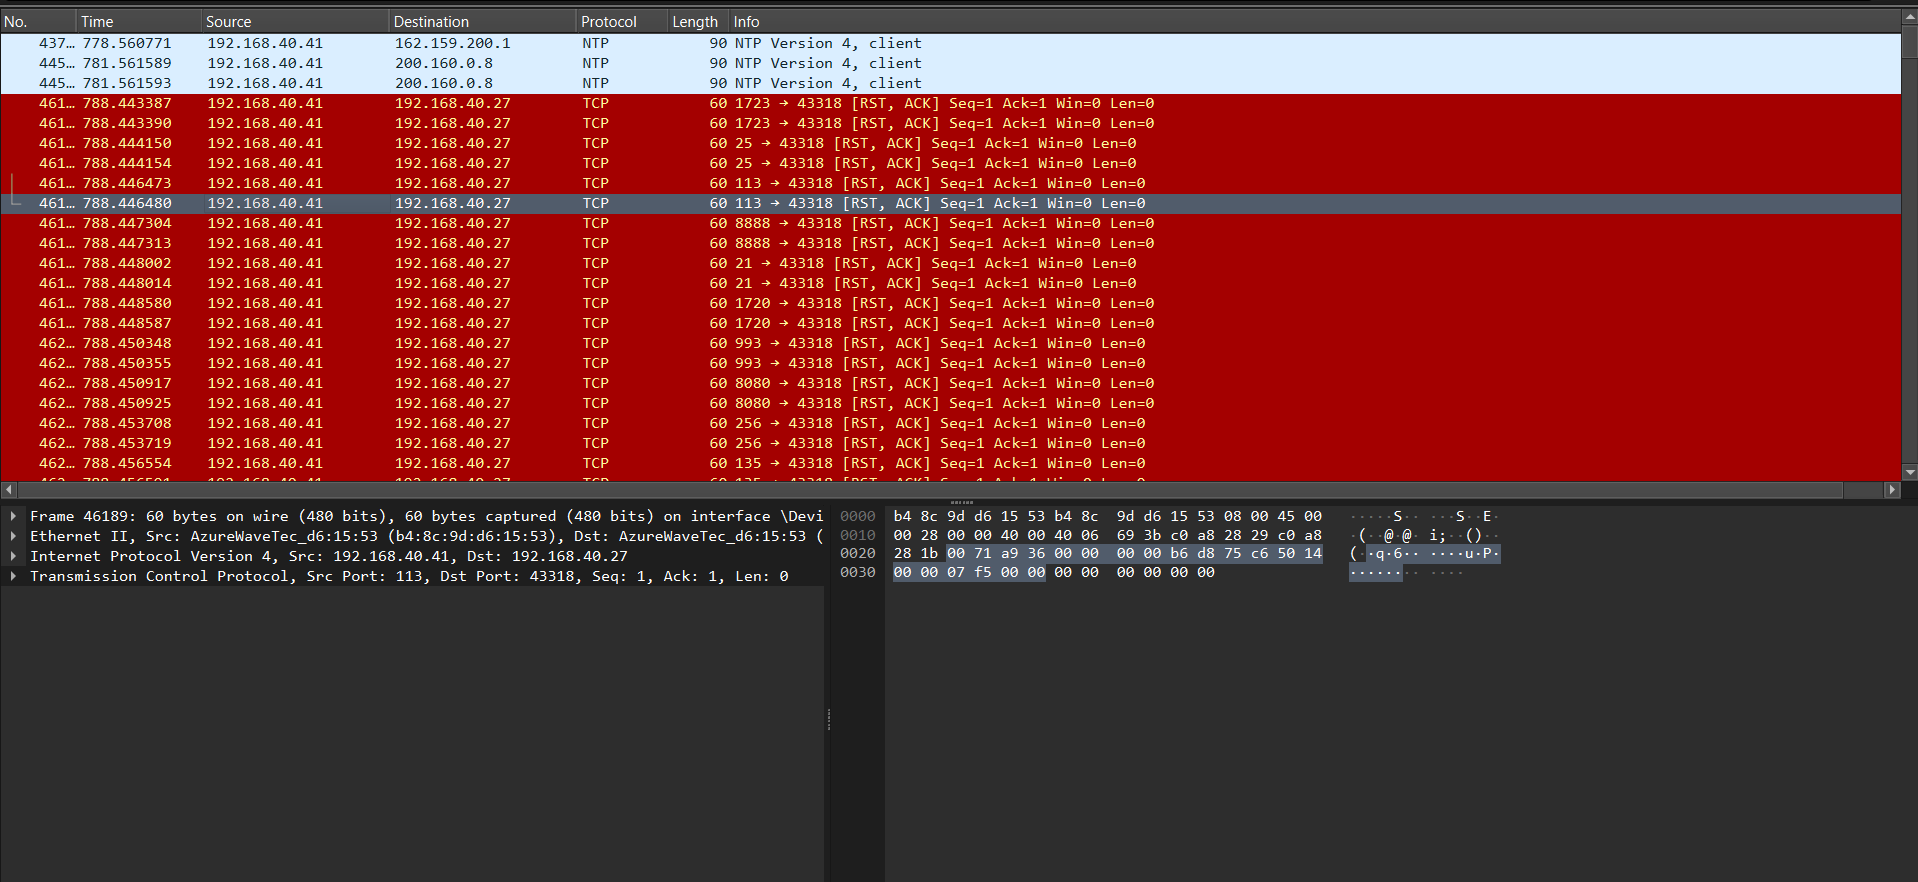 No. Time Source Destination Protocol Length Info
437… 778.560771 192.168.40.41 162.159.200.1 NTP 90 NTP Version 4, client
445… 781.561589 192.168.40.41 200.160.0.8 NTP 90 NTP Version 4, client
445… 781.561593 192.168.40.41 200.160.0.8 NTP 90 NTP Version 4, client
461… 788.443387 192.168.40.41 192.168.40.27 TCP 60 1723 → 43318 [RST, ACK] Seq=1 Ack=1 Win=0 Len=0
461… 788.443390 192.168.40.41 192.168.40.27 TCP 60 1723 → 43318 [RST, ACK] Seq=1 Ack=1 Win=0 Len=0
461… 788.444150 192.168.40.41 192.168.40.27 TCP 60 25 → 43318 [RST, ACK] Seq=1 Ack=1 Win=0 Len=0
461… 788.444154 192.168.40.41 192.168.40.27 TCP 60 25 → 43318 [RST, ACK] Seq=1 Ack=1 Win=0 Len=0
461… 788.446473 192.168.40.41 192.168.40.27 TCP 60 113 → 43318 [RST, ACK] Seq=1 Ack=1 Win=0 Len=0
461… 788.446480 192.168.40.41 192.168.40.27 TCP 60 113 → 43318 [RST, ACK] Seq=1 Ack=1 Win=0 Len=0
461… 788.447304 192.168.40.41 192.168.40.27 TCP 60 8888 → 43318 [RST, ACK] Seq=1 Ack=1 Win=0 Len=0
461… 788.447313 192.168.40.41 192.168.40.27 TCP 60 8888 → 43318 [RST, ACK] Seq=1 Ack=1 Win=0 Len=0
461… 788.448002 192.168.40.41 192.168.40.27 TCP 60 21 → 43318 [RST, ACK] Seq=1 Ack=1 Win=0 Len=0
461… 788.448014 192.168.40.41 192.168.40.27 TCP 60 21 → 43318 [RST, ACK] Seq=1 Ack=1 Win=0 Len=0
461… 788.448580 192.168.40.41 192.168.40.27 TCP 60 1720 → 43318 [RST, ACK] Seq=1 Ack=1 Win=0 Len=0
461… 788.448587 192.168.40.41 192.168.40.27 TCP 60 1720 → 43318 [RST, ACK] Seq=1 Ack=1 Win=0 Len=0
462… 788.450348 192.168.40.41 192.168.40.27 TCP 60 993 → 43318 [RST, ACK] Seq=1 Ack=1 Win=0 Len=0
462… 788.450355 192.168.40.41 192.168.40.27 TCP 60 993 → 43318 [RST, ACK] Seq=1 Ack=1 Win=0 Len=0
462… 788.450917 192.168.40.41 192.168.40.27 TCP 60 8080 → 43318 [RST, ACK] Seq=1 Ack=1 Win=0 Len=0
462… 788.450925 192.168.40.41 192.168.40.27 TCP 60 8080 → 43318 [RST, ACK] Seq=1 Ack=1 Win=0 Len=0
462… 788.453708 192.168.40.41 192.168.40.27 TCP 60 256 → 43318 [RST, ACK] Seq=1 Ack=1 Win=0 Len=0
462… 788.453719 192.168.40.41 192.168.40.27 TCP 60 256 → 43318 [RST, ACK] Seq=1 Ack=1 Win=0 Len=0
462… 788.456554 192.168.40.41 192.168.40.27 TCP 60 135 → 43318 [RST, ACK] Seq=1 Ack=1 Win=0 Len=0
Frame 46189: 60 bytes on wire (480 bits), 60 bytes captured (480 bits) on interface \Devi
Ethernet II, Src: AzureWaveTec_d6:15:53 (b4:8c:9d:d6:15:53), Dst: AzureWaveTec_d6:15:53 (
Internet Protocol Version 4, Src: 192.168.40.41, Dst: 192.168.40.27
Transmission Control Protocol, Src Port: 113, Dst Port: 43318, Seq: 1, Ack: 1, Len: 0
0000 b4 8c 9d d6 15 53 b4 8c 9d d6 15 53 08 00 45 00 ·····S·· ···S··E·
0010 00 28 00 00 40 00 40 06 69 3b c0 a8 28 29 c0 a8 ·(··@·@· i;··()··
0020 28 1b 00 71 a9 36 00 00 00 00 b6 d8 75 c6 50 14 (··q·6·· ····u·P·
0030 00 00 07 f5 00 00 00 00 00 00 00 00 ········ ····